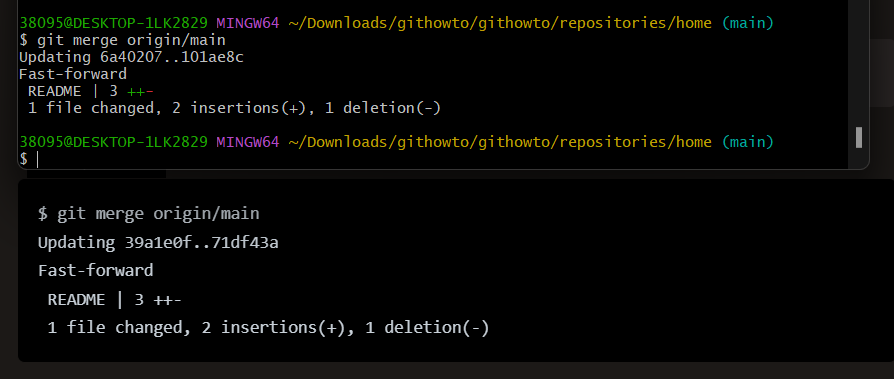 38095@DESKTOP-1LK2829 MINGW64 ~/Downloads/githowto/githowto/repositories/home (main)
$ git merge origin/main
Updating 6a40207..101ae8c
Fast-forward
 README | 3 ++-
 1 file changed, 2 insertions(+), 1 deletion(-)
38095@DESKTOP-1LK2829 MINGW64 ~/Downloads/githowto/githowto/repositories/home (main)
$
$ git merge origin/main
Updating 39a1e0f..71df43a
Fast-forward
 README | 3 ++-
 1 file changed, 2 insertions(+), 1 deletion(-)